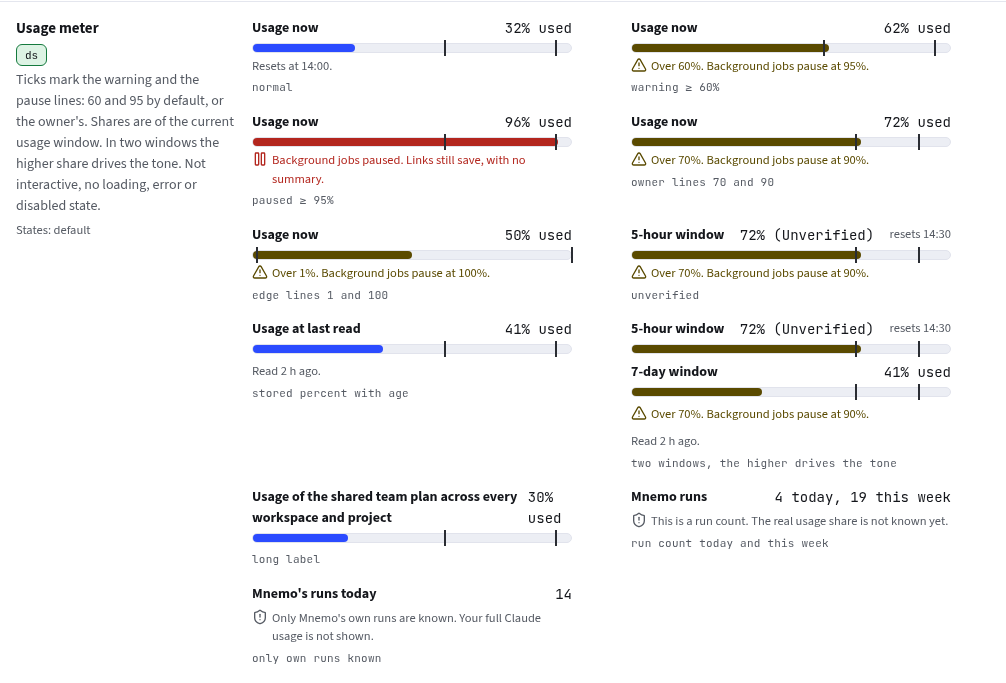 Usage meter
ds
Ticks mark the warning and the
pause lines: 60 and 95 by default, or
the owner's. Shares are of the current
usage window. In two windows the
higher share drives the tone. Not
interactive, no loading, error or
disabled state.
States: default
Usage now 32% used
Resets at 14:00.
normal
Usage now 62% used
Over 60%. Background jobs pause at 95%.
warning ≥ 60%
Usage now 96% used
Background jobs paused. Links still save, with no
summary.
paused ≥ 95%
Usage now 72% used
Over 70%. Background jobs pause at 90%.
owner lines 70 and 90
Usage now 50% used
Over 1%. Background jobs pause at 100%.
edge lines 1 and 100
5-hour window 72% (Unverified) resets 14:30
Over 70%. Background jobs pause at 90%.
unverified
Usage at last read 41% used
Read 2 h ago.
stored percent with age
5-hour window 72% (Unverified) resets 14:30
7-day window 41% used
Over 70%. Background jobs pause at 90%.
Read 2 h ago.
two windows, the higher drives the tone
Usage of the shared team plan across every 30%
workspace and project used
long label
Mnemo runs 4 today, 19 this week
This is a run count. The real usage share is not known yet.
run count today and this week
Mnemo's runs today 14
Only Mnemo's own runs are known. Your full Claude
usage is not shown.
only own runs known